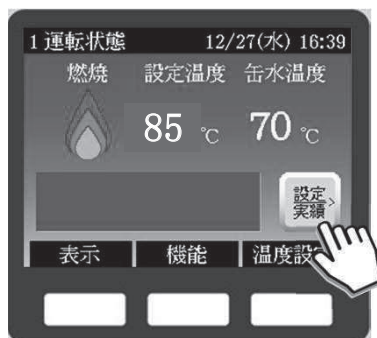 1 運転状態 12/27(水) 16:39
燃焼 設定温度 缶水温度
85 ℃ 70 ℃
設定
実績 >
表示 機能 温度設